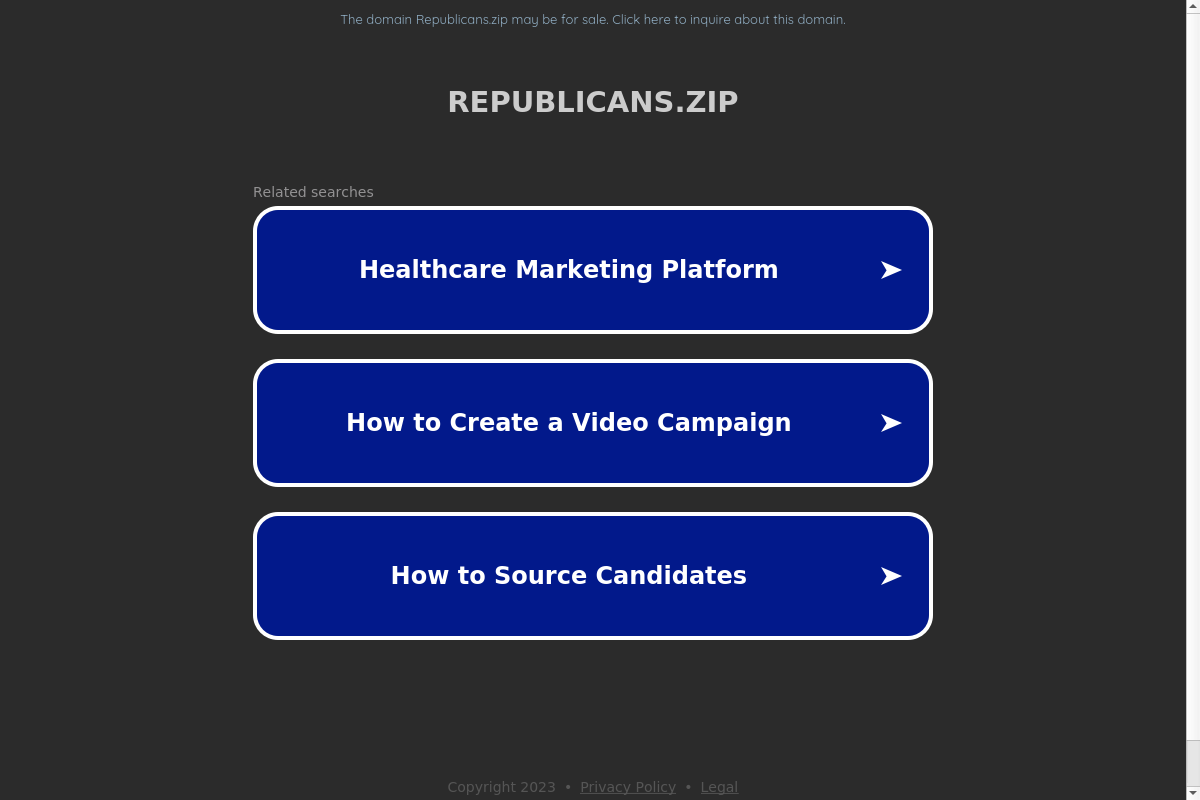 The domain Republicans.zip may be for sale. Click here to inquire about this domain.
REPUBLICANS.ZIP
Related searches
Healthcare Marketing Platform
How to Create a Video Campaign
How to Source Candidates
Copyright 2023 • Privacy Policy • Legal